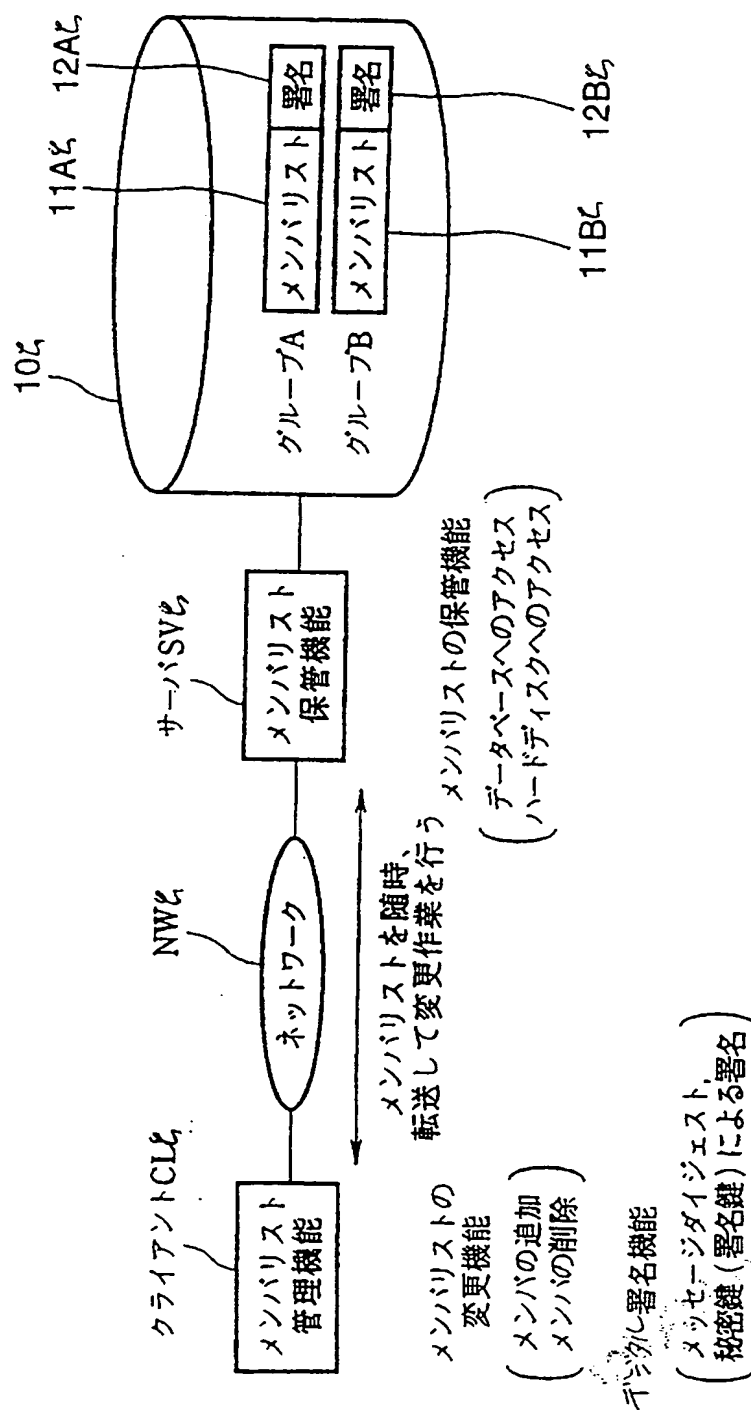 クライアントCLζ
メンバリスト
管理機能
メンバリストの
変更機能
メンバの追加
メンバの削除
デジタル署名機能
メッセージダイジェスト,
秘密鍵(署名鍵)による署名
NWζ
ネットワーク
メンバリストを随時、
転送して変更作業を行う
サーバSVζ
メンバリスト
保管機能
メンバリストの保管機能
データベースへのアクセス
ハードディスクへのアクセス
10ζ
グループA
メンバリスト 署名
グループB
メンバリスト 署名
11Aζ
12Aζ
11Bζ
12Bζ